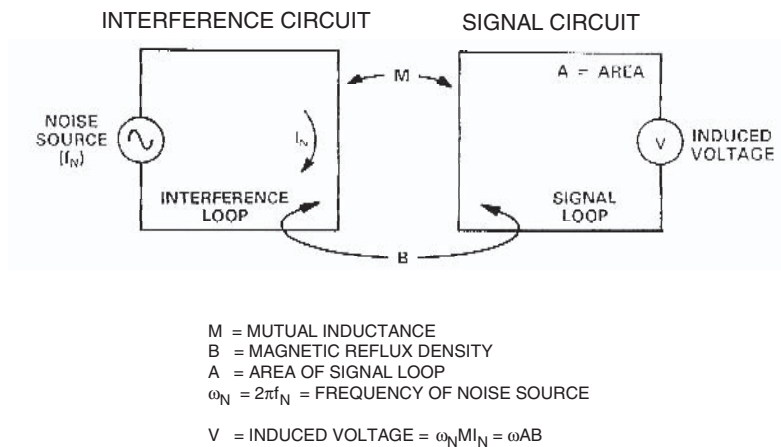 INTERFERENCE CIRCUIT
SIGNAL CIRCUIT
M
A = AREA
NOISE
SOURCE
(fN)
IN
V
INDUCED
VOLTAGE
INTERFERENCE
LOOP
SIGNAL
LOOP
B
M = MUTUAL INDUCTANCE
B = MAGNETIC REFLUX DENSITY
A = AREA OF SIGNAL LOOP
ωN = 2πfN = FREQUENCY OF NOISE SOURCE
V = INDUCED VOLTAGE = ωNMIN = ωAB